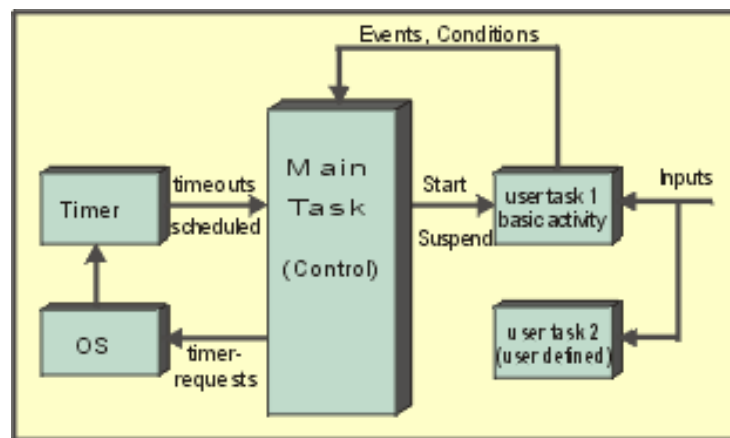 Events, Conditions
Main
Task
(Control)
Timer
timeouts
scheduled
Start
Suspend
user task 1
basic activity
Inputs
OS
timer-
requests
user task 2
(user defined)